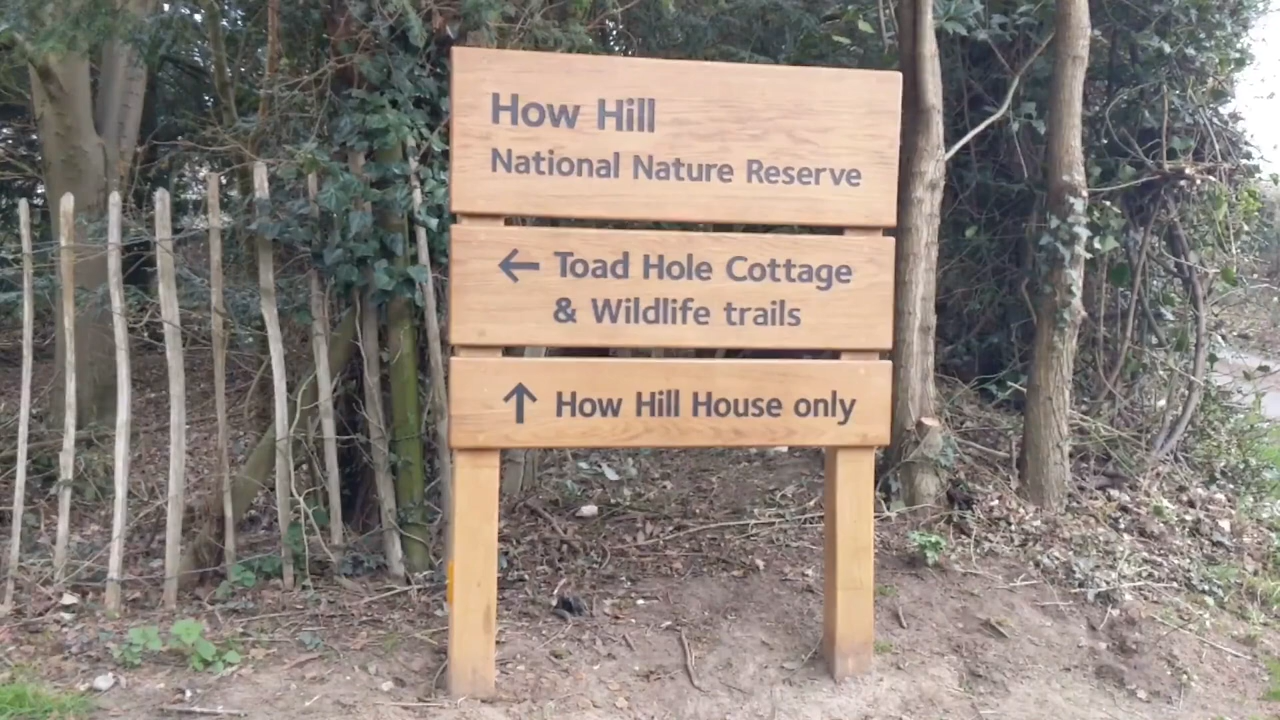 How Hill
National Nature Reserve
← Toad Hole Cottage
& Wildlife trails
↑ How Hill House only